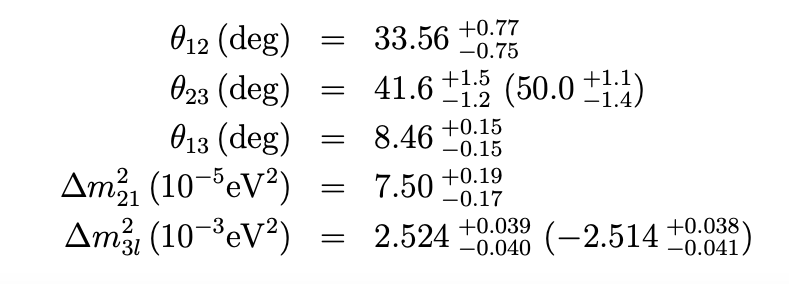 θ₁₂ (deg) = 33.56 +0.77 −0.75
θ₂₃ (deg) = 41.6 +1.5 −1.2 (50.0 +1.1 −1.4)
θ₁₃ (deg) = 8.46 +0.15 −0.15
Δm²₂₁ (10⁻⁵eV²) = 7.50 +0.19 −0.17
Δm²₃ₗ (10⁻³eV²) = 2.524 +0.039 −0.040 (−2.514 +0.038 −0.041)